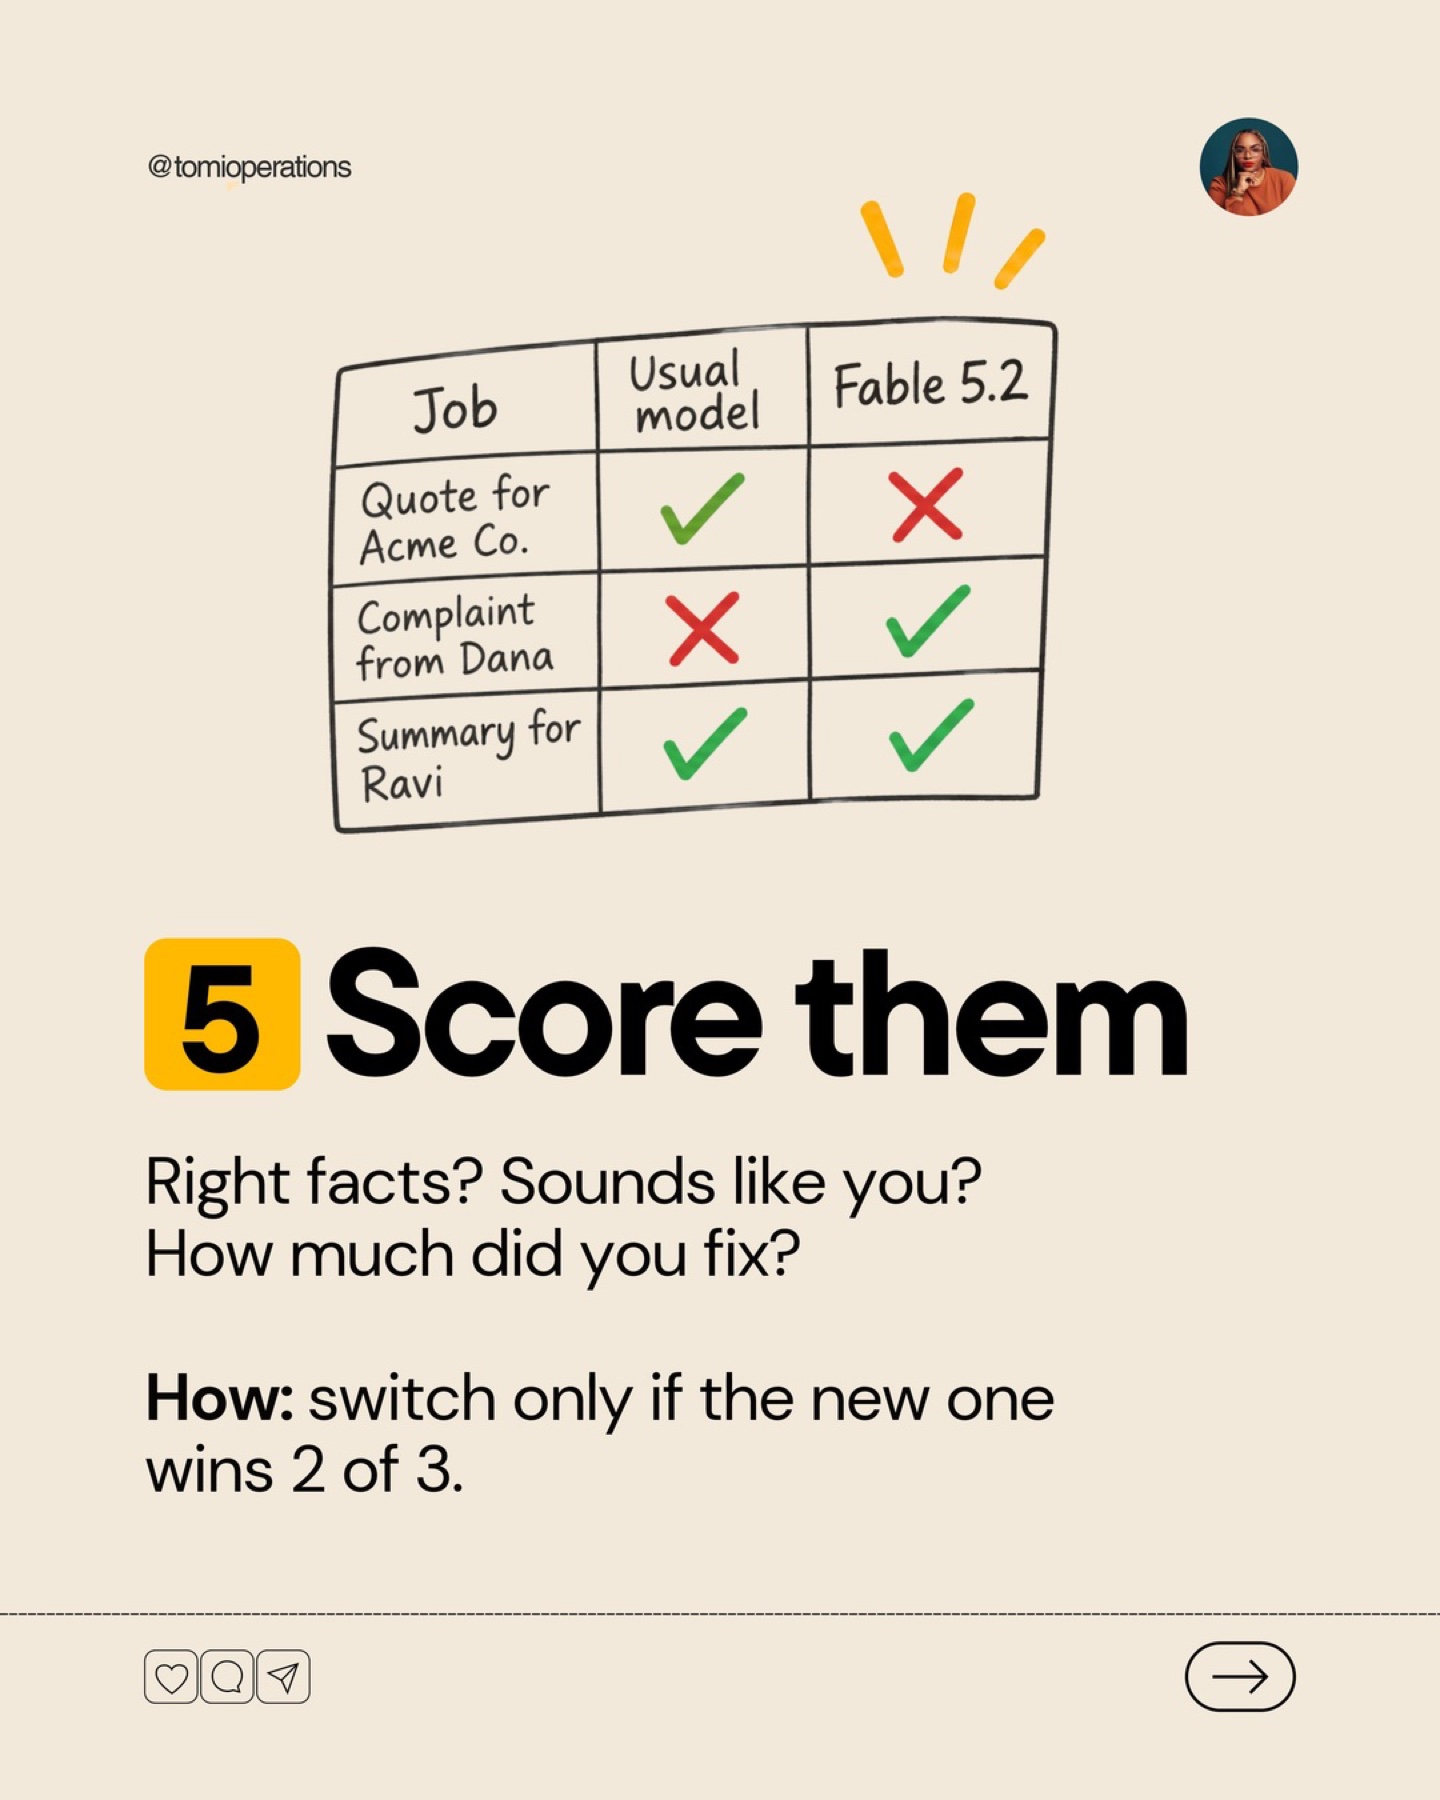 @tomioperations
Job
Usual
model
Fable 5.2
Quote for
Acme Co.
Complaint
from Dana
Summary for
Ravi
5 Score them
Right facts? Sounds like you?
How much did you fix?
How: switch only if the new one
wins 2 of 3.